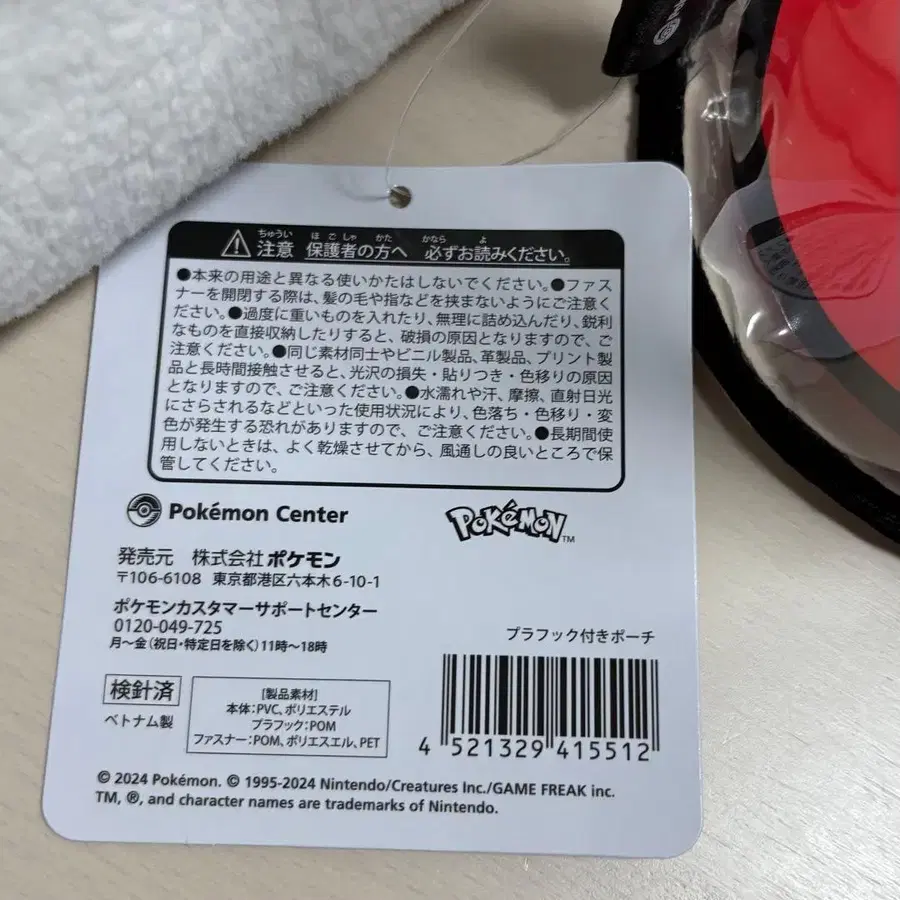 注意 保護者の方へ 必ずお読みください。
●本来の用途と異なる使いかたはしないでください。●ファス
ナーを開閉する際は、髪の毛や指などを挟まないようにご注意く
ださい。●過度に重いものを入れたり、無理に詰め込んだり、鋭利
なものを直接収納したりすると、破損の原因となりますので、ご
注意ください。●同じ素材同士やビニル製品、革製品、プリント製
品と長時間接触させると、光沢の損失・貼りつき・色移りの原因
となりますので、ご注意ください。●水濡れや汗、摩擦、直射日光
にさらされるなどといった使用状況により、色落ち・色移り・変
色が発生する恐れがありますので、ご注意ください。●長期間使
用しないときは、よく乾燥させてから、風通しの良いところで保
管してください。
Pokémon Center
POKéMON TM
発売元 株式会社ポケモン
〒106-6108 東京都港区六本木6-10-1
ポケモンカスタマーサポートセンター
0120-049-725
月～金(祝日・特定日を除く)11時～18時
プラフック付きポーチ
検針済
ベトナム製
[製品素材]
本体:PVC、ポリエステル
プラフック:POM
ファスナー:POM、ポリエスエル、PET
4 521329 415512
© 2024 Pokémon. © 1995-2024 Nintendo/Creatures Inc./GAME FREAK inc.
TM, ®, and character names are trademarks of Nintendo.